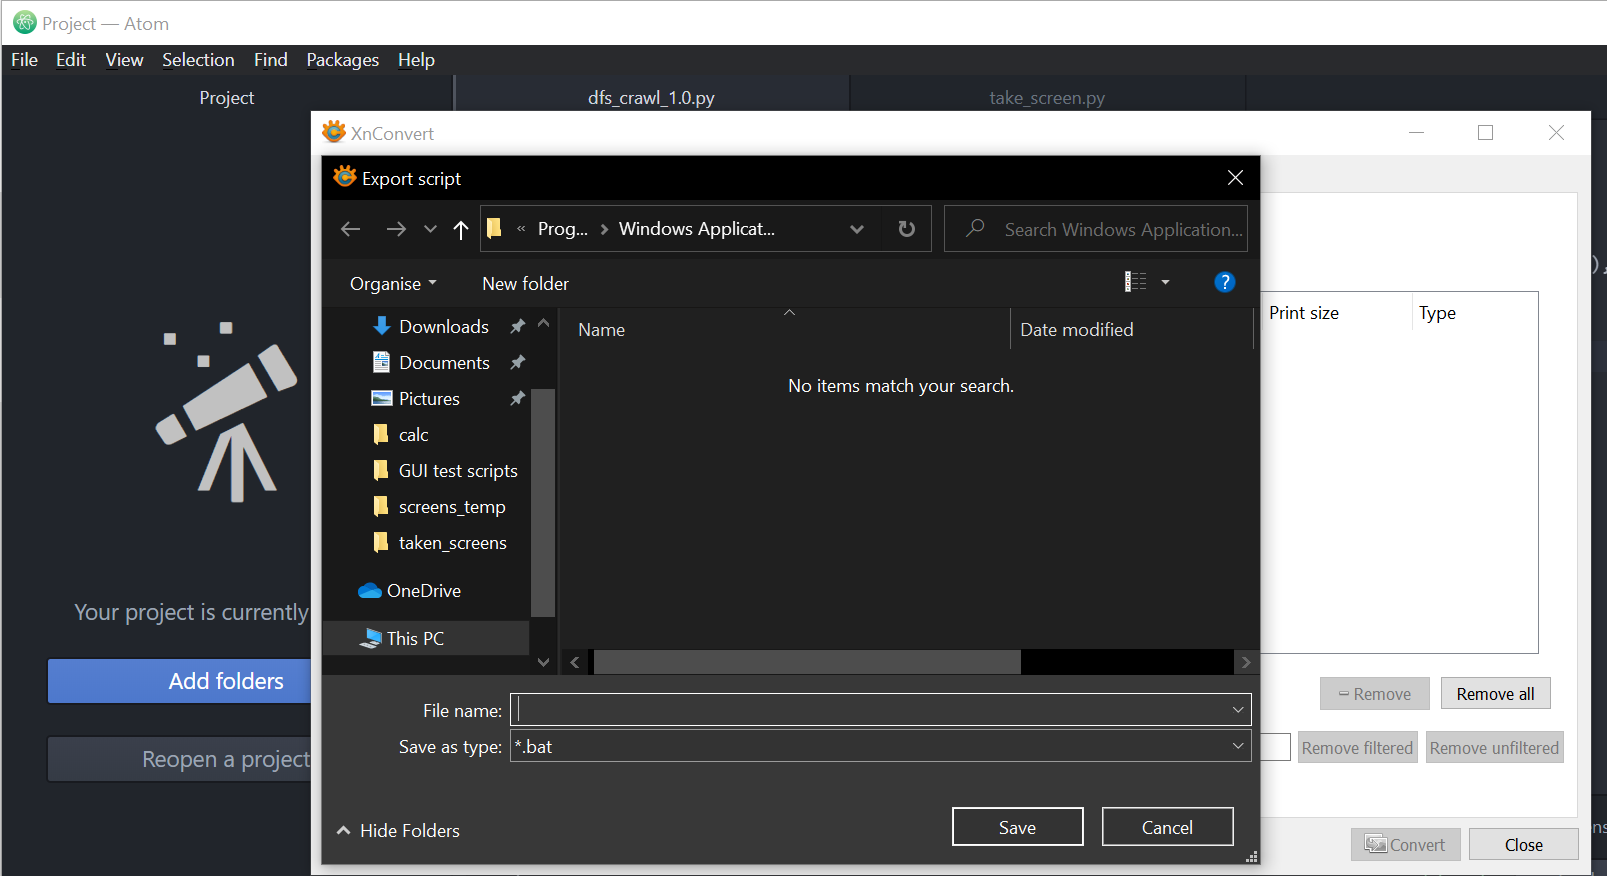 Project — Atom
File Edit View Selection Find Packages Help
Project
dfs_crawl_1.0.py
take_screen.py
XnConvert
Export script
« Prog... > Windows Applicat...
Search Windows Application...
Organise
New folder
?
Downloads
Documents
Pictures
calc
GUI test scripts
screens_temp
taken_screens
OneDrive
This PC
Name
Date modified
No items match your search.
Print size
Type
Your project is currently
Add folders
Reopen a project
File name:
Save as type: *.bat
Hide Folders
Save
Cancel
Remove
Remove all
Remove filtered
Remove unfiltered
Convert
Close